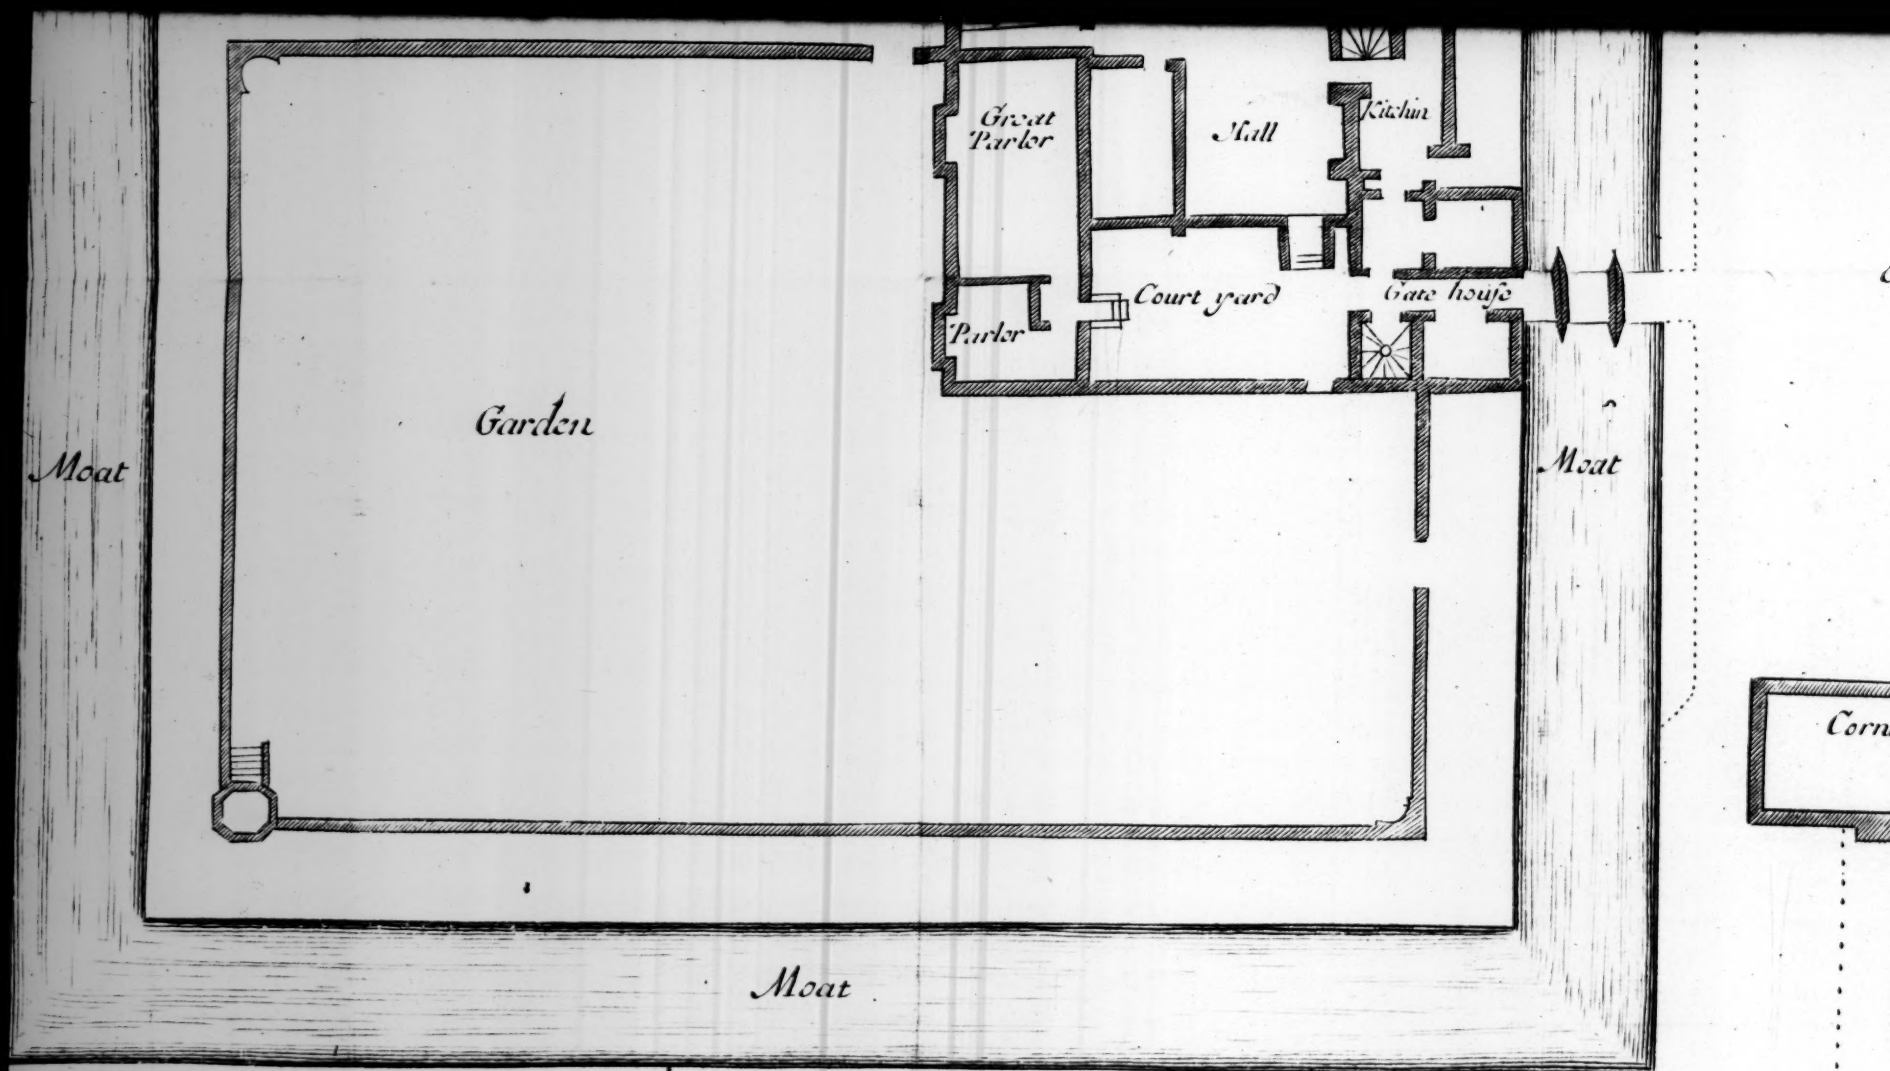 Great
Parlor
Hall
Kitchin
Court yard
Gate house
Parlor
Garden
Moat
Moat
Corn
Moat